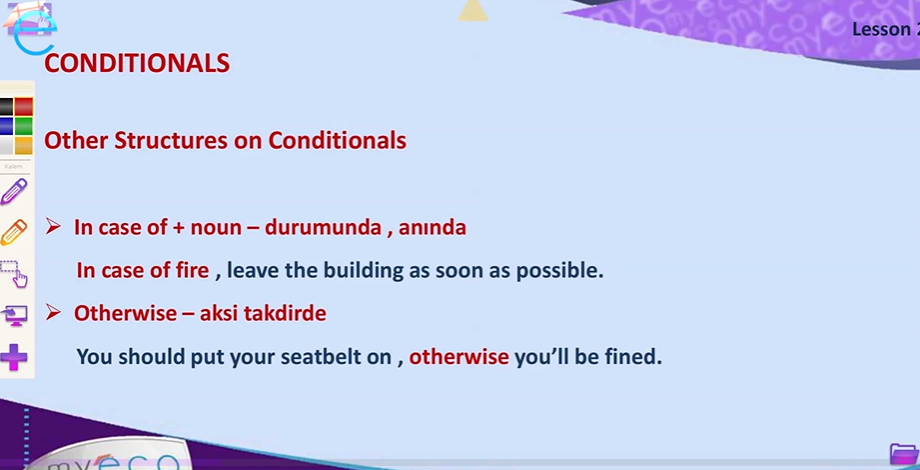 Lesson 2
CONDITIONALS
Other Structures on Conditionals
In case of + noun – durumunda , anında
In case of fire , leave the building as soon as possible.
Otherwise – aksi takdirde
You should put your seatbelt on , otherwise you’ll be fined.
Kalem
myeco